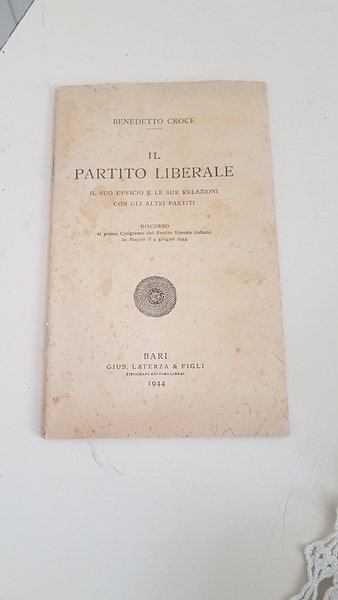 BENEDETTO CROCE
IL
PARTITO LIBERALE
IL SUO UFFICIO E LE SUE RELAZIONI
CON GLI ALTRI PARTITI
DISCORSO
al primo Congresso del Partito liberale italiano
in Napoli il 4 giugno 1944
BARI
GIUS. LATERZA & FIGLI
TIPOGRAFI-EDITORI-LIBRAI
1944